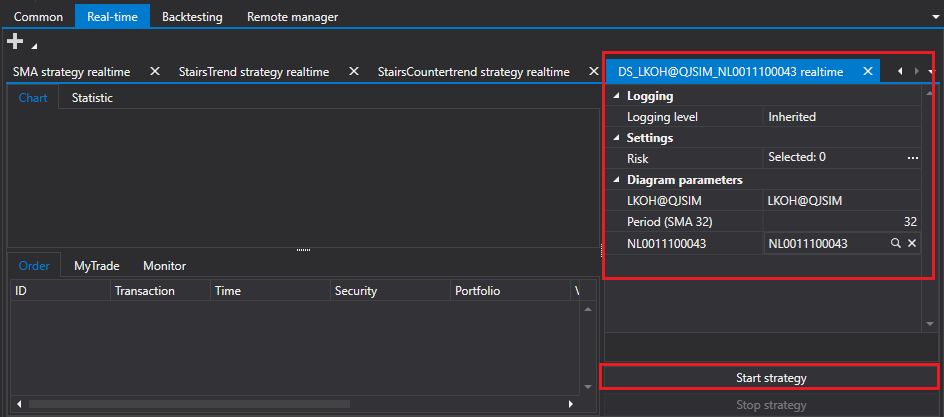 Common Real-time Backtesting Remote manager
SMA strategy realtime StairsTrend strategy realtime StairsCountertrend strategy realtime DS_LKOH@QJSIM_NL0011100043 realtime
Chart Statistic
Logging
Logging level Inherited
Settings
Risk Selected: 0 ...
Diagram parameters
LKOH@QJSIM LKOH@QJSIM
Period (SMA 32) 32
NL0011100043 NL0011100043
Order MyTrade Monitor
ID Transaction Time Security Portfolio
Start strategy
Stop strategy